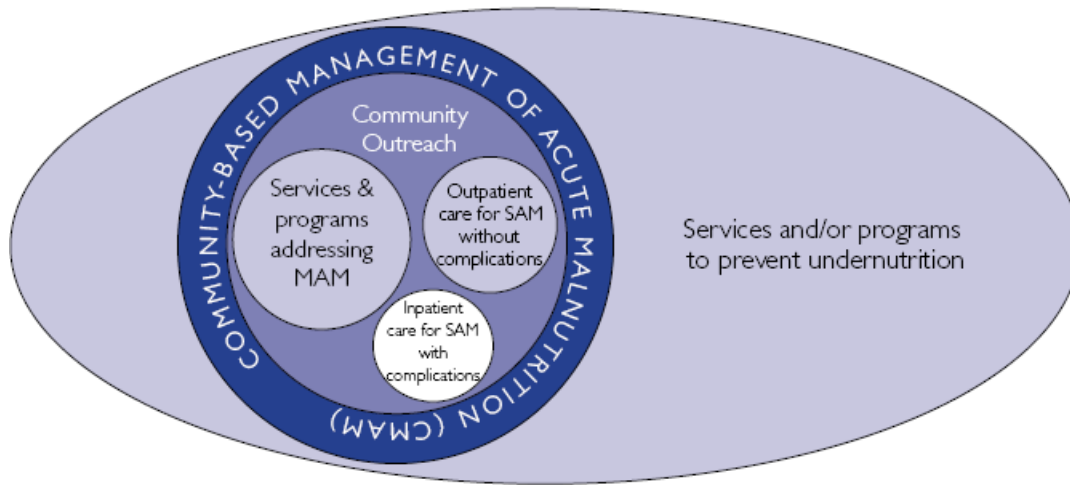 COMMUNITY-BASED MANAGEMENT OF ACUTE MALNUTRITION (CMAM)
Community
Outreach
Services &
programs
addressing
MAM
Outpatient
care for SAM
without
complications
Inpatient
care for SAM
with
complications
Services and/or programs
to prevent undernutrition